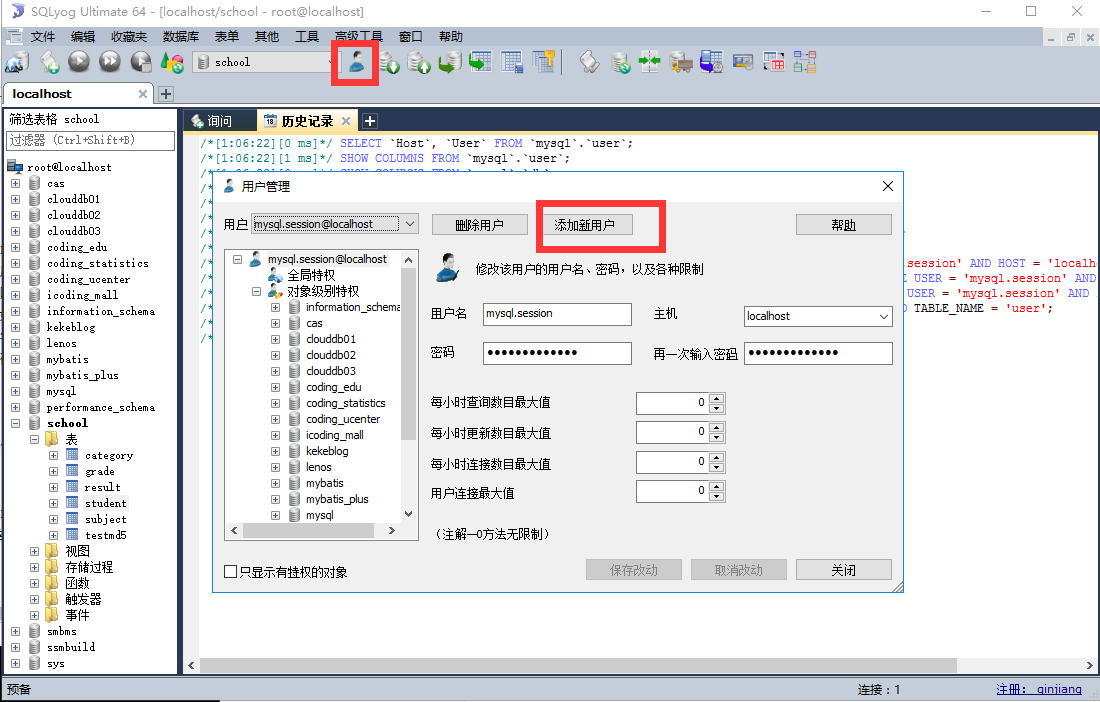 SQLyog Ultimate 64 - [localhost/school - root@localhost]
文件 编辑 收藏夹 数据库 表单 其他 工具 高级工具 窗口 帮助
school
localhost
筛选表格 school
过滤器 (Ctrl+Shift+B)
root@localhost
cas
clouddb01
clouddb02
clouddb03
coding_edu
coding_statistics
coding_ucenter
icoding_mall
information_schema
kekeblog
lenos
mybatis
mybatis_plus
mysql
performance_schema
school
表
category
grade
result
student
subject
testmd5
视图
存储过程
函数
触发器
事件
smbms
ssmbuild
sys
询问 历史记录
/*[1:06:22][0 ms]*/ SELECT `Host`, `User` FROM `mysql`.`user`;
/*[1:06:22][1 ms]*/ SHOW COLUMNS FROM `mysql`.`user`;
.session' AND HOST = 'localh
USER = 'mysql.session' AND
USER = 'mysql.session' AND
TABLE_NAME = 'user';
用户管理
用户 mysql.session@localhost 删除用户 添加新用户 帮助
mysql.session@localhost
全局特权
对象级别特权
information_schema
cas
clouddb01
clouddb02
clouddb03
coding_edu
coding_statistics
coding_ucenter
icoding_mall
kekeblog
lenos
mybatis
mybatis_plus
mysql
只显示有特权的对象
修改该用户的用户名、密码，以及各种限制
用户名 mysql.session 主机 localhost
密码 ●●●●●●●●●●●●● 再一次输入密码 ●●●●●●●●●●●●●
每小时查询数目最大值 0
每小时更新数目最大值 0
每小时连接数目最大值 0
用户连接最大值 0
（注解—0方法无限制）
保存改动 取消改动 关闭
预备 连接：1 注册： qinjiang